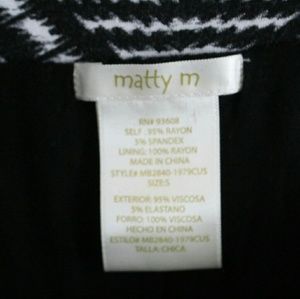 matty m
RN# 93608
SELF: 95% RAYON
5% SPANDEX
LINING: 100% RAYON
MADE IN CHINA
STYLE# MB2840-1979CUS
SIZE:S
EXTERIOR: 95% VISCOSA
5% ELASTANO
FORRO: 100% VISCOSA
HECHO EN CHINA
ESTILO# MB2840-1979CUS
TALLA: CHICA